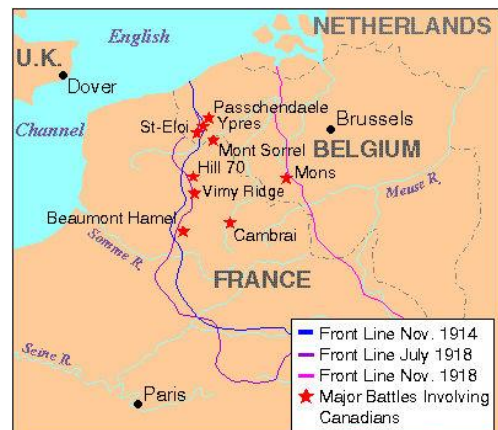 NETHERLANDS
English
U.K.
Dover
Passchendaele
Ypres
St-Eloi
Brussels
Channel
Mont Sorrel
BELGIUM
Hill 70
Mons
Vimy Ridge
Meuse R.
Beaumont Hamel
Cambrai
Somme R.
FRANCE
Front Line Nov. 1914
Front Line July 1918
Seine R.
Front Line Nov. 1918
Paris
Major Battles Involving
Canadians